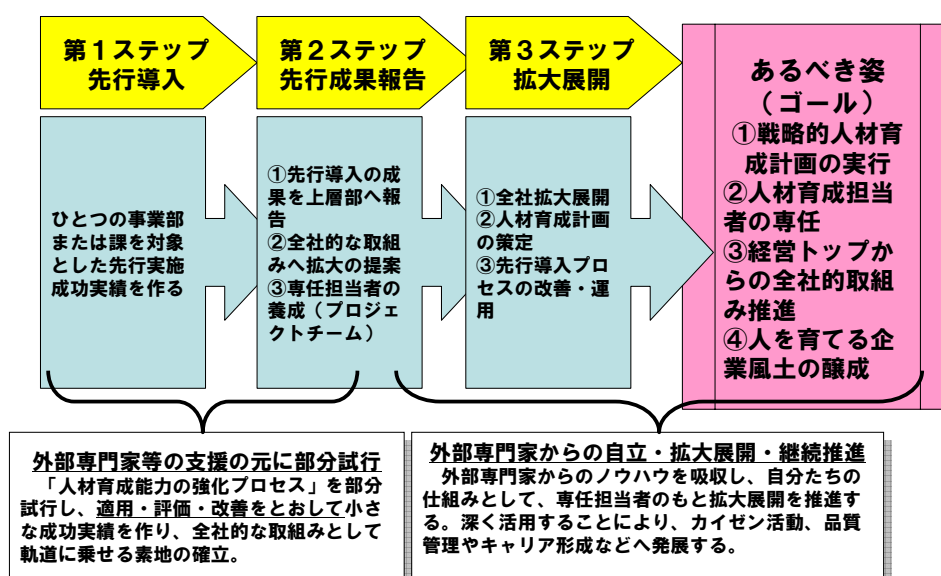 第１ステップ
先行導入
第２ステップ
先行成果報告
第３ステップ
拡大展開
あるべき姿
（ゴール）
①戦略的人材育
成計画の実行
②人材育成担当
者の専任
③経営トップか
らの全社的取組
み推進
④人を育てる企
業風土の醸成
ひとつの事業部
または課を対象
とした先行実施
成功実績を作る
①先行導入の成
果を上層部へ報
告
②全社的な取組
みへ拡大の提案
③専任担当者の
養成（プロジェ
クトチーム）
①全社拡大展開
②人材育成計画
の策定
③先行導入プロ
セスの改善・運
用
外部専門家等の支援の元に部分試行
「人材育成能力の強化プロセス」を部分
試行し、適用・評価・改善をとおして小さ
な成功実績を作り、全社的な取組みとして
軌道に乗せる素地の確立。
外部専門家からの自立・拡大展開・継続推進
外部専門家からのノウハウを吸収し、自分たちの
仕組みとして、専任担当者のもと拡大展開を推進す
る。深く活用することにより、カイゼン活動、品質
管理やキャリア形成などへ発展する。